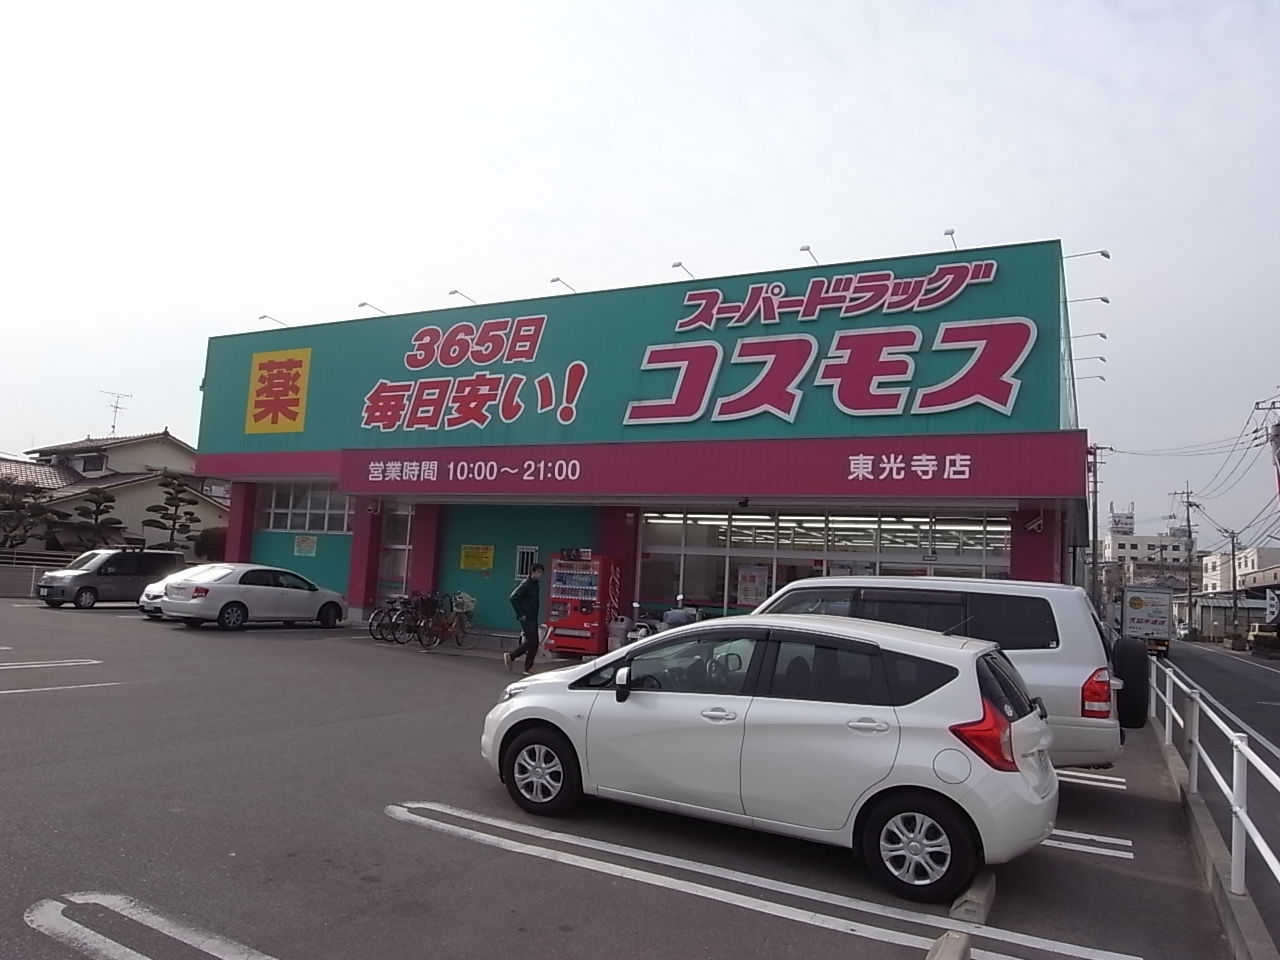 薬
365日
毎日安い!
スーパードラッグ
コスモス
営業時間 10:00～21:00
東光寺店